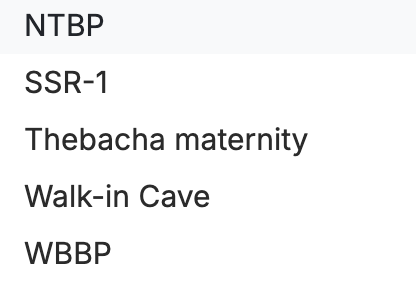 NTBP
SSR-1
Thebacha maternity
Walk-in Cave
WBBP